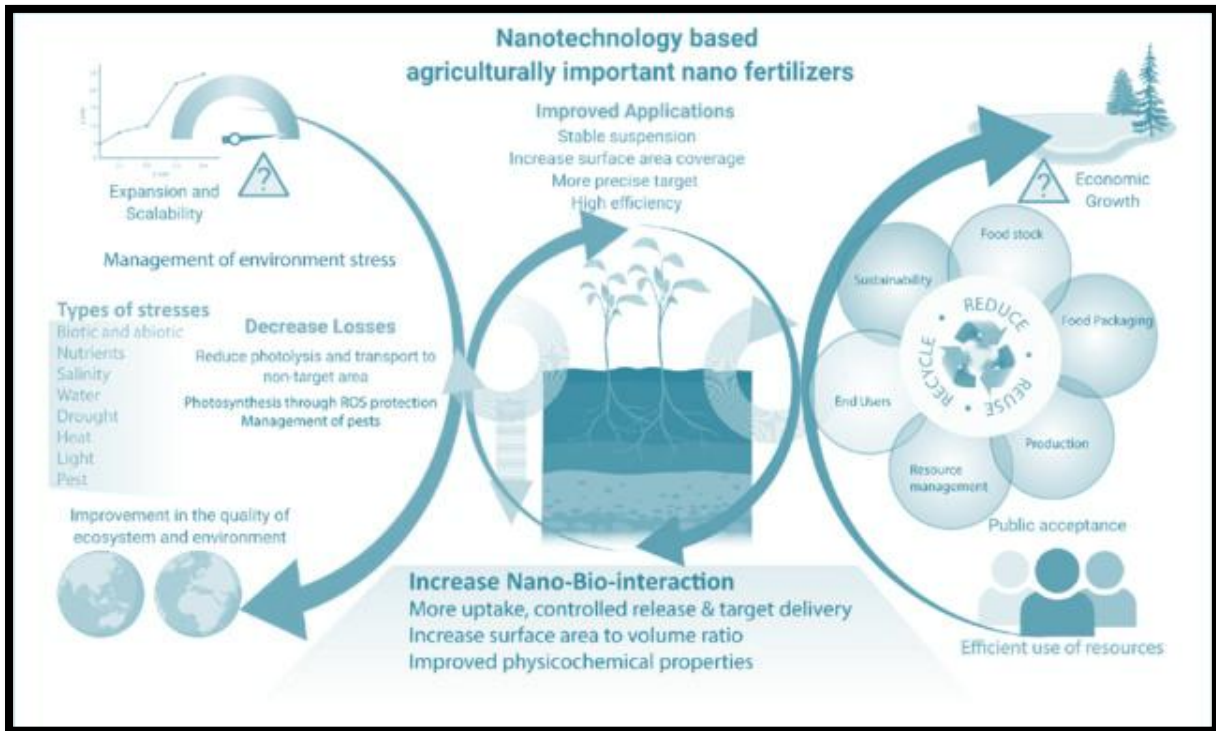 Nanotechnology based
agriculturally important nano fertilizers
Improved Applications
Stable suspension
Increase surface area coverage
More precise target
High efficiency
?
Expansion and
Scalability
Management of environment stress
Types of stresses
Biotic and abiotic
Nutrients
Salinity
Water
Drought
Heat
Light
Pest
Decrease Losses
Reduce photolysis and transport to
non-target area
Photosynthesis through ROS protection
Management of pests
Improvement in the quality of
ecosystem and environment
Increase Nano-Bio-interaction
More uptake, controlled release & target delivery
Increase surface area to volume ratio
Improved physicochemical properties
?
Economic
Growth
Food stock
Sustainability
Food Packaging
REDUCE
REUSE
RECYCLE
End Users
Production
Resource
management
Public acceptance
Efficient use of resources